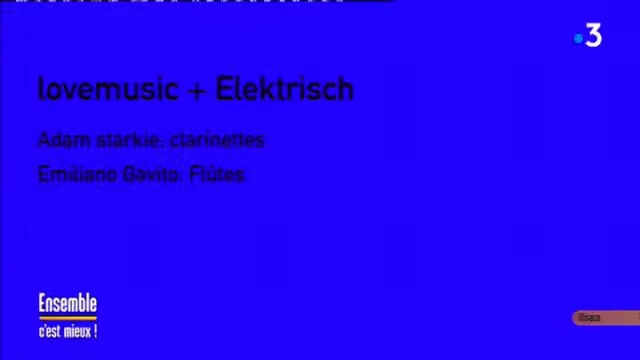 3
lovemusic + Elektrisch
Adam starkie: clarinettes
Emiliano Gavito: Flûtes
Ensemble
c'est mieux !
Alsace